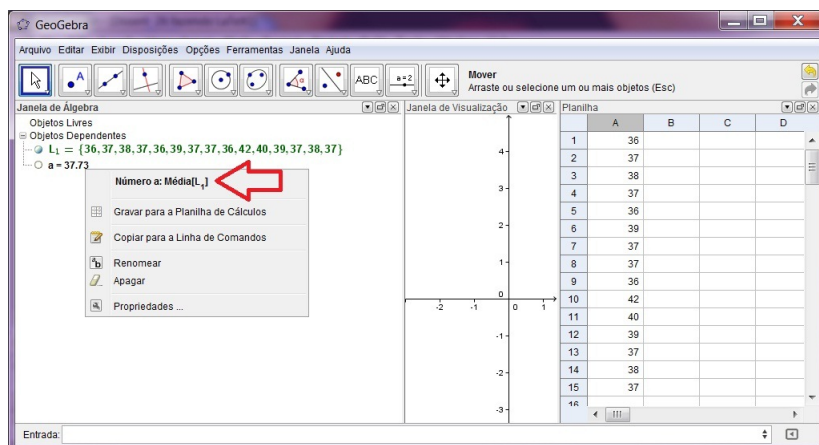 GeoGebra
Arquivo Editar Exibir Disposições Opções Ferramentas Janela Ajuda
A
ABC
a=2
Mover
Arraste ou selecione um ou mais objetos (Esc)
Janela de Álgebra
Objetos Livres
Objetos Dependentes
L₁ = {36,37,38,37,36,39,37,37,36,42,40,39,37,38,37}
a = 37.73
Número a: Média[L₁]
Gravar para a Planilha de Cálculos
Copiar para a Linha de Comandos
ab Renomear
Apagar
Propriedades ...
Janela de Visualização
4
3
2
1
0
-2 -1 0 1
-1
-2
-3
Planilha
A B C D
1 36
2 37
3 38
4 37
5 36
6 39
7 37
8 37
9 36
10 42
11 40
12 39
13 37
14 38
15 37
16
Entrada: